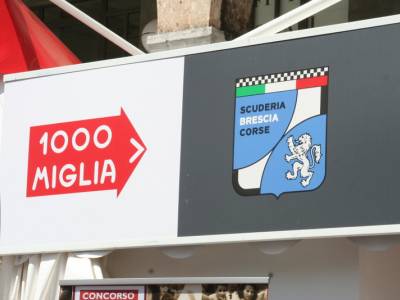 1000
MIGLIA
SCUDERIA
BRESCIA
CORSE
CONCORSO